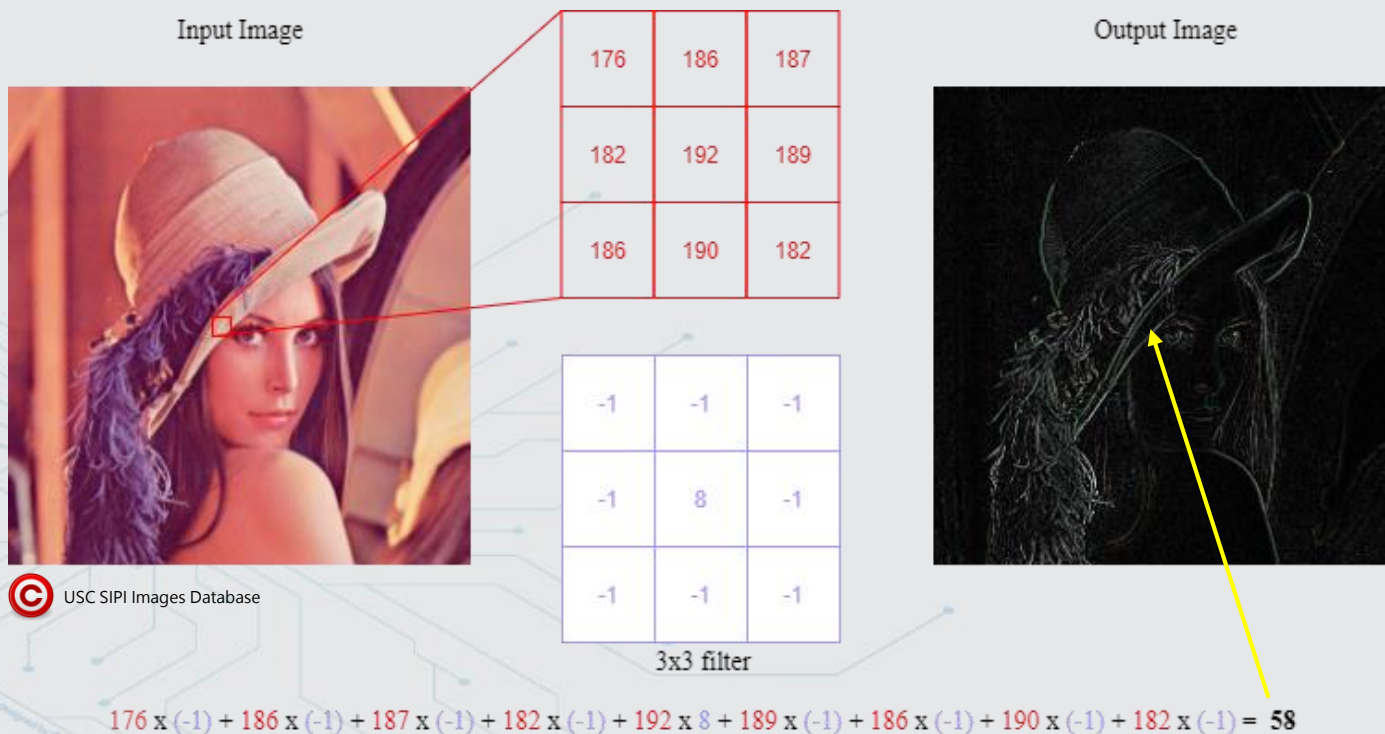 Input Image
Output Image
176 186 187
182 192 189
186 190 182
-1 -1 -1
-1 8 -1
-1 -1 -1
3x3 filter
© USC SIPI Images Database
176 x (-1) + 186 x (-1) + 187 x (-1) + 182 x (-1) + 192 x 8 + 189 x (-1) + 186 x (-1) + 190 x (-1) + 182 x (-1) = 58